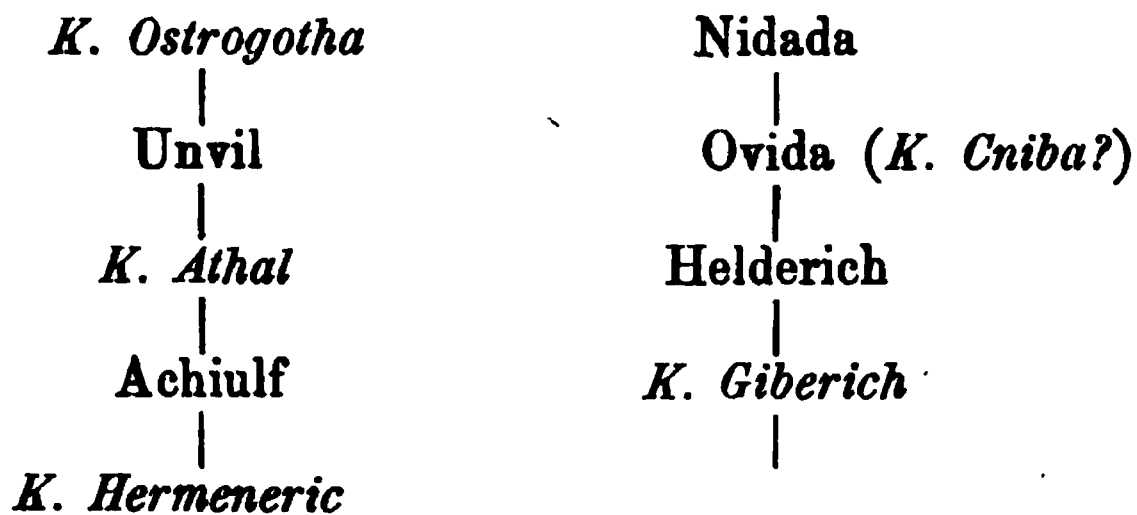 K. Ostrogotha
Unvil
K. Athal
Achiulf
K. Hermeneric
Nidada
Ovida (K. Cniba?)
Helderich
K. Giberich